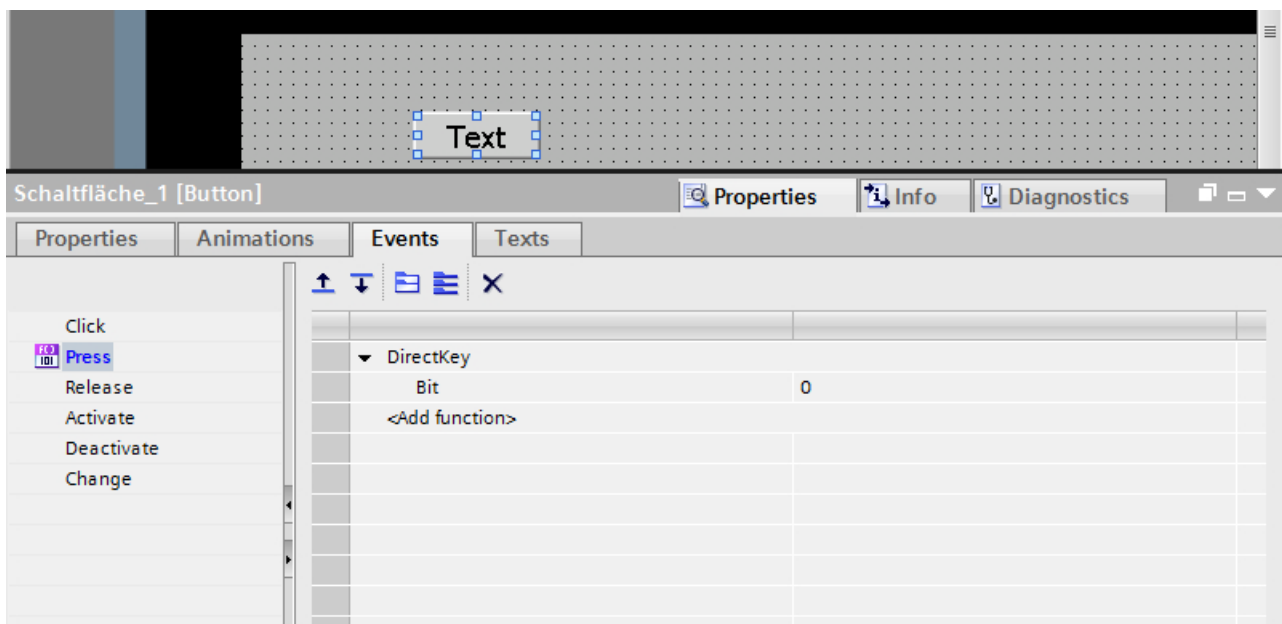 Text
Schaltfläche_1 [Button]
Properties
Info
Diagnostics
Properties
Animations
Events
Texts
Click
Press
Release
Activate
Deactivate
Change
DirectKey
Bit 0
<Add function>